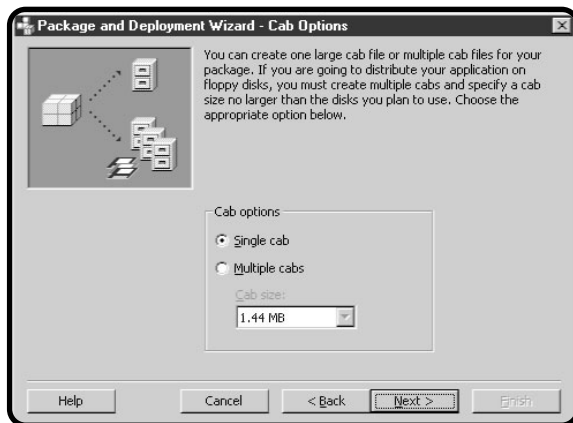 Package and Deployment Wizard - Cab Options
You can create one large cab file or multiple cab files for your
package. If you are going to distribute your application on
floppy disks, you must create multiple cabs and specify a cab
size no larger than the disks you plan to use. Choose the
appropriate option below.
Cab options
Single cab
Multiple cabs
Cab size:
1.44 MB
Help
Cancel
< Back
Next >
Finish